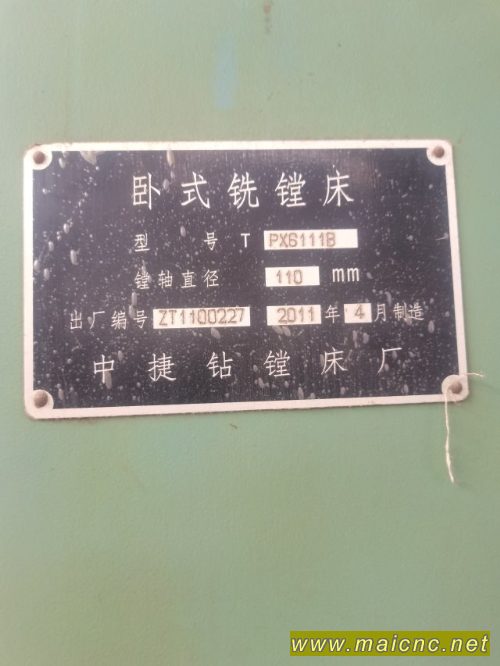 卧式铣镗床
型 号 T PX6111B
镗轴直径 110 mm
出厂编号 ZT1100227 2011 年 4 月制造
中捷钻镗床厂
www.maicnc.net